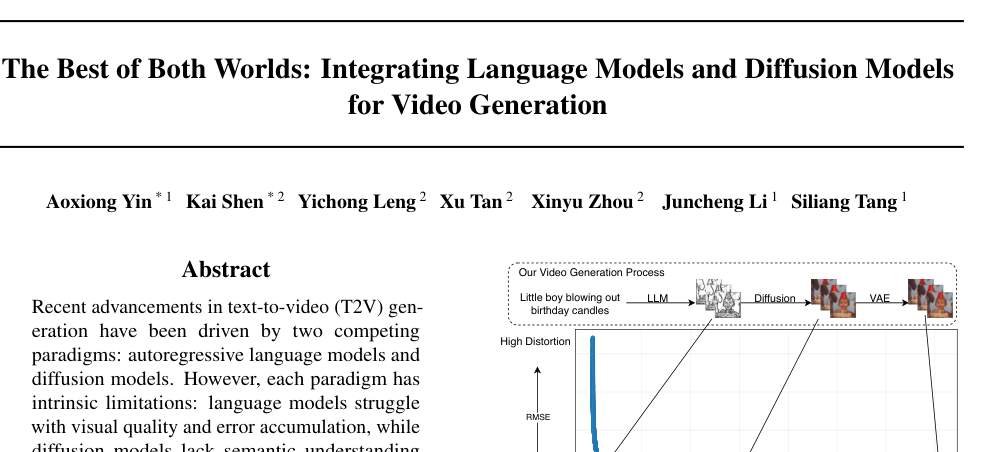 The Best of Both Worlds: Integrating Language Models and Diffusion Models
for Video Generation
Aoxiong Yin * 1 Kai Shen * 2 Yichong Leng 2 Xu Tan 2 Xinyu Zhou 2 Juncheng Li 1 Siliang Tang 1
Abstract
Recent advancements in text-to-video (T2V) gen-
eration have been driven by two competing
paradigms: autoregressive language models and
diffusion models. However, each paradigm has
intrinsic limitations: language models struggle
with visual quality and error accumulation, while
diffusion models lack semantic understanding
Our Video Generation Process
Little boy blowing out
birthday candles
LLM
Diffusion
VAE
High Distortion
RMSE